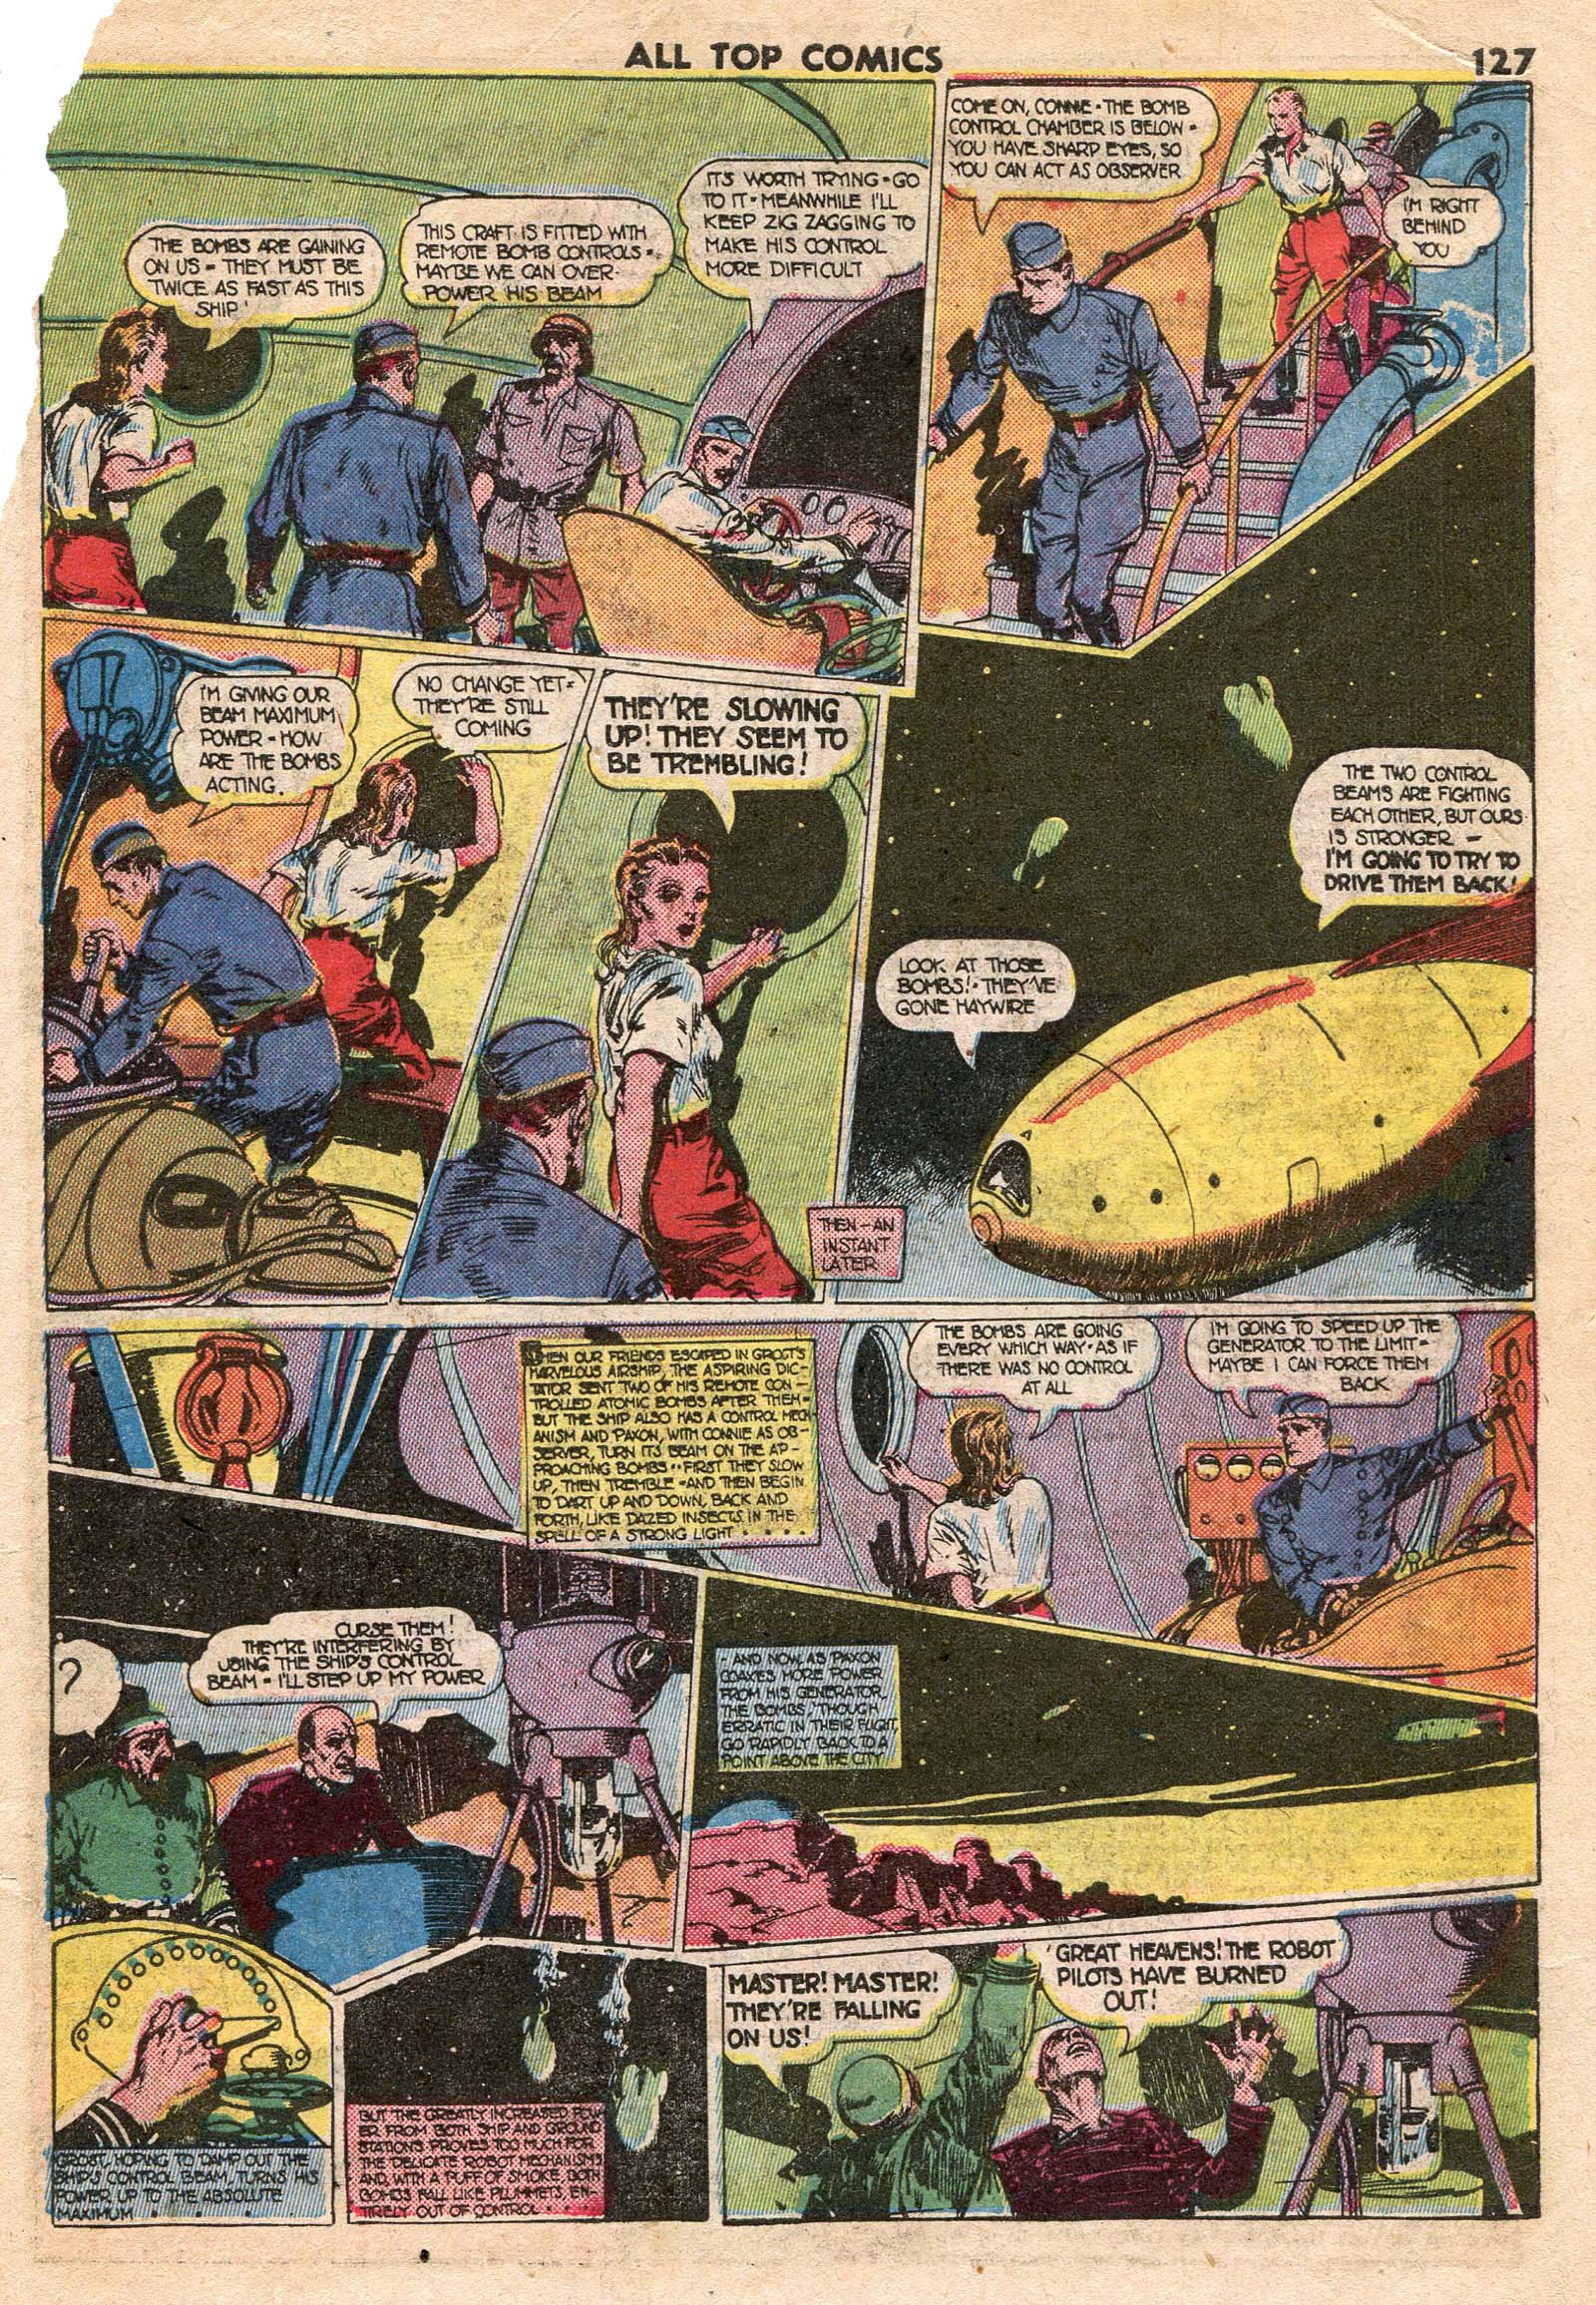 ALL TOP COMICS
127
THE BOMBS ARE GAINING
ON US - THEY MUST BE
TWICE AS FAST AS THIS
SHIP!
THIS CRAFT IS FITTED WITH
REMOTE BOMB CONTROLS -
MAYBE WE CAN OVER-
POWER HIS BEAM
ITS WORTH TRYING - GO
TO IT - MEANWHILE I'LL
KEEP ZIG ZAGGING TO
MAKE HIS CONTROL
MORE DIFFICULT
COME ON, CONNIE - THE BOMB
CONTROL CHAMBER IS BELOW -
YOU HAVE SHARP EYES, SO
YOU CAN ACT AS OBSERVER
I'M RIGHT
BEHIND
YOU
I'M GIVING OUR
BEAM MAXIMUM
POWER - HOW
ARE THE BOMBS
ACTING.
NO CHANGE YET -
THEY'RE STILL
COMING
THEY'RE SLOWING
UP! THEY SEEM TO
BE TREMBLING!
THEN - AN
INSTANT
LATER
LOOK AT THOSE
BOMBS! - THEY'VE
GONE HAYWIRE
THE TWO CONTROL
BEAMS ARE FIGHTING
EACH OTHER, BUT OURS
IS STRONGER -
I'M GOING TO TRY TO
DRIVE THEM BACK!
WHEN OUR FRIENDS ESCAPED IN GROST'S
MARVELOUS AIRSHIP, THE ASPIRING DIC-
TATOR SENT TWO OF HIS REMOTE CON-
TROLLED ATOMIC BOMBS AFTER THEM -
BUT THE SHIP ALSO HAS A CONTROL MECH-
ANISM AND PAXON, WITH CONNIE AS OB-
SERVER, TURN ITS BEAM ON THE AP-
PROACHING BOMBS - FIRST THEY SLOW
UP, THEN TREMBLE - AND THEN BEGIN
TO DART UP AND DOWN, BACK AND
FORTH, LIKE DAZED INSECTS IN THE
SPELL OF A STRONG LIGHT . . . .
THE BOMBS ARE GOING
EVERY WHICH WAY - AS IF
THERE WAS NO CONTROL
AT ALL
I'M GOING TO SPEED UP THE
GENERATOR TO THE LIMIT -
MAYBE I CAN FORCE THEM
BACK
?
CURSE THEM!
THEY'RE INTERFERING BY
USING THE SHIP'S CONTROL
BEAM - I'LL STEP UP MY POWER
- AND NOW AS PAXON
COAXES MORE POWER
FROM HIS GENERATOR,
THE BOMBS, THOUGH
ERRATIC IN THEIR FLIGHT,
GO RAPIDLY BACK TO A
POINT ABOVE THE CITY
GROST, HOPING TO DAMP OUT THE
SHIP'S CONTROL BEAM, TURNS HIS
POWER UP TO THE ABSOLUTE
MAXIMUM . . .
BUT THE GREATLY INCREASED POW-
ER FROM BOTH SHIP AND GROUND
STATIONS PROVES TOO MUCH FOR
THE DELICATE ROBOT MECHANISMS
AND WITH A PUFF OF SMOKE, BOTH
BOMBS FALL LIKE PLUMMETS, EN-
TIRELY OUT OF CONTROL . . . .
MASTER! MASTER!
THEY'RE FALLING
ON US!
GREAT HEAVENS! THE ROBOT
PILOTS HAVE BURNED
OUT!